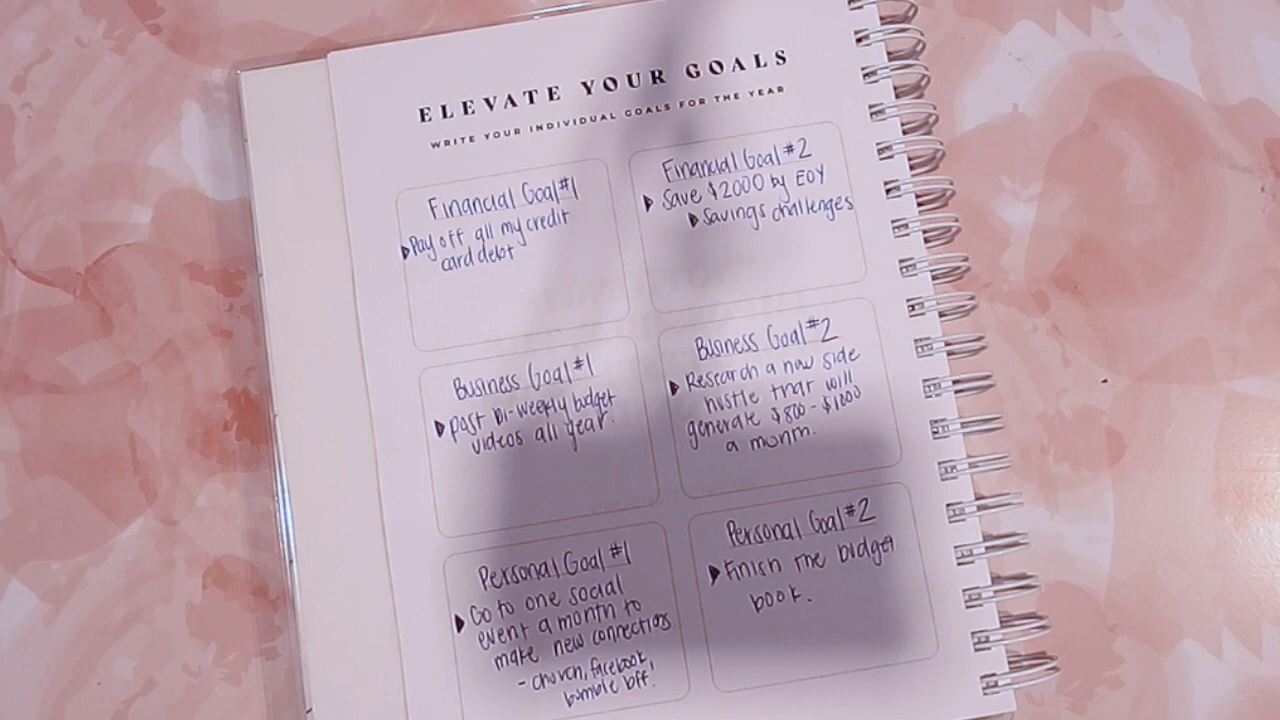 ELEVATE YOUR GOALS
WRITE YOUR INDIVIDUAL GOALS FOR THE YEAR
Financial Goal #1
Pay off all my credit
card debt
Financial Goal #2
Save $2000 by EOY
Savings challenges
Business Goal #1
Post bi-weekly budget
videos all year.
Business Goal #2
Research a new side
hustle that will
generate $800 - $1200
a month.
Personal Goal #1
Go to one social
event a month to
make new connections
- church, facebook,
bumble bff.
Personal Goal #2
Finish the budget
book.